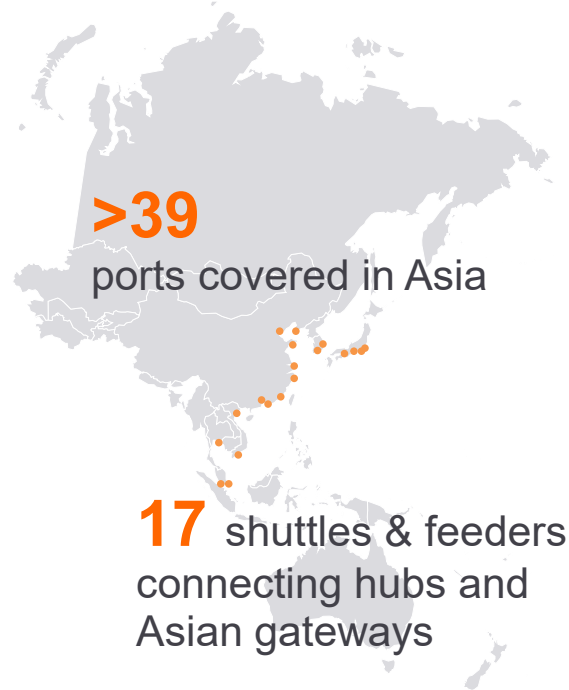 >39
ports covered in Asia
17 shuttles & feeders
connecting hubs and
Asian gateways